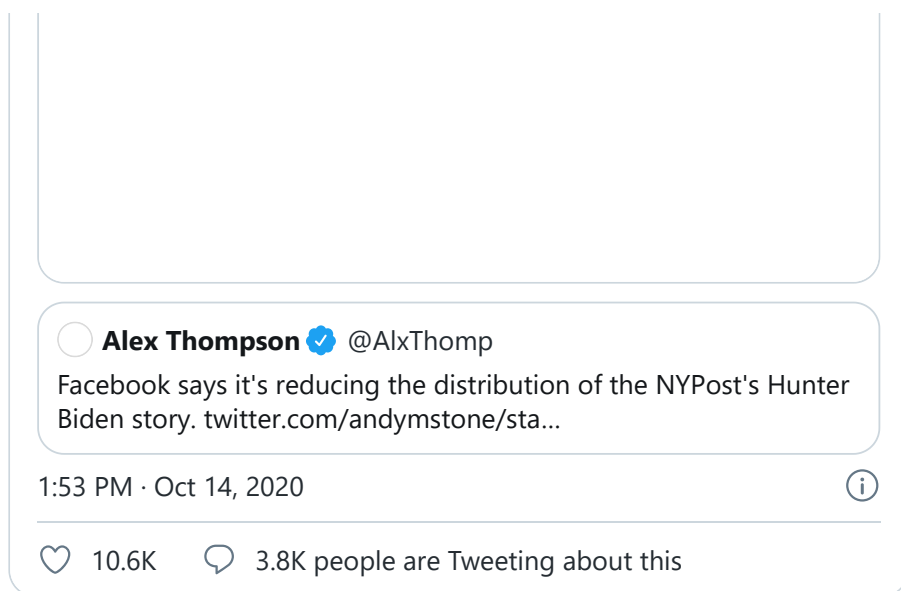 Alex Thompson @AlxThomp
Facebook says it's reducing the distribution of the NYPost's Hunter
Biden story. twitter.com/andymstone/sta...
1:53 PM · Oct 14, 2020
10.6K 3.8K people are Tweeting about this